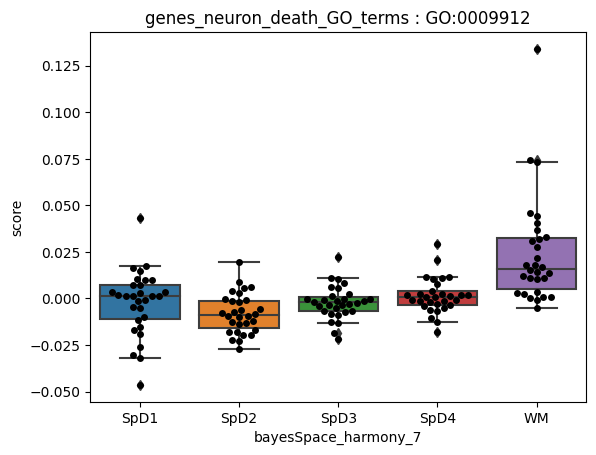 genes_neuron_death_GO_terms : GO:0009912
0.125
0.100
0.075
0.050
0.025
0.000
−0.025
−0.050
score
SpD1 SpD2 SpD3 SpD4 WM
bayesSpace_harmony_7